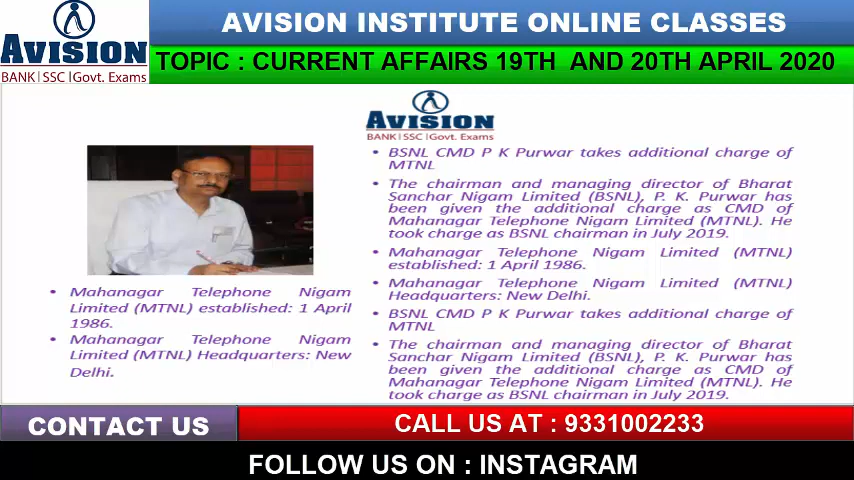 AVISION
BANK|SSC|Govt. Exams
AVISION INSTITUTE ONLINE CLASSES
TOPIC : CURRENT AFFAIRS 19TH AND 20TH APRIL 2020
AVISION
BANK|SSC|Govt. Exams
• Mahanagar Telephone Nigam
Limited (MTNL) established: 1 April
1986.
• Mahanagar Telephone Nigam
Limited (MTNL) Headquarters: New
Delhi.
• BSNL CMD P K Purwar takes additional charge of
MTNL
• The chairman and managing director of Bharat
Sanchar Nigam Limited (BSNL), P. K. Purwar has
been given the additional charge as CMD of
Mahanagar Telephone Nigam Limited (MTNL). He
took charge as BSNL chairman in July 2019.
• Mahanagar Telephone Nigam Limited (MTNL)
established: 1 April 1986.
• Mahanagar Telephone Nigam Limited (MTNL)
Headquarters: New Delhi.
• BSNL CMD P K Purwar takes additional charge of
MTNL
• The chairman and managing director of Bharat
Sanchar Nigam Limited (BSNL), P. K. Purwar has
been given the additional charge as CMD of
Mahanagar Telephone Nigam Limited (MTNL). He
took charge as BSNL chairman in July 2019.
CONTACT US
CALL US AT : 9331002233
FOLLOW US ON : INSTAGRAM